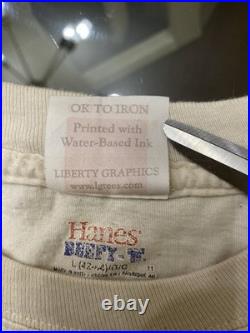 OK TO IRON
Printed with
Water-Based Ink
LIBERTY GRAPHICS
www.lgtees.com
Hanes
BEEFY-T